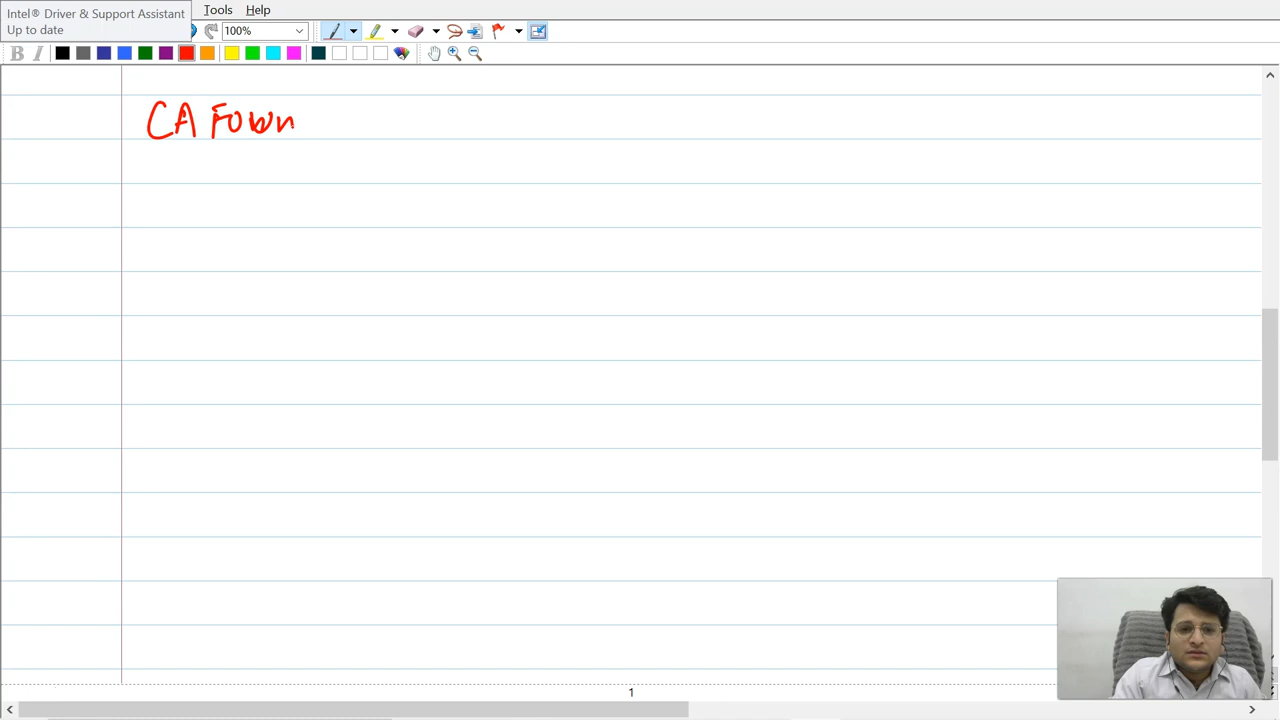 Intel® Driver & Support Assistant
Up to date
Tools Help
100%
B I
CA Foun
1